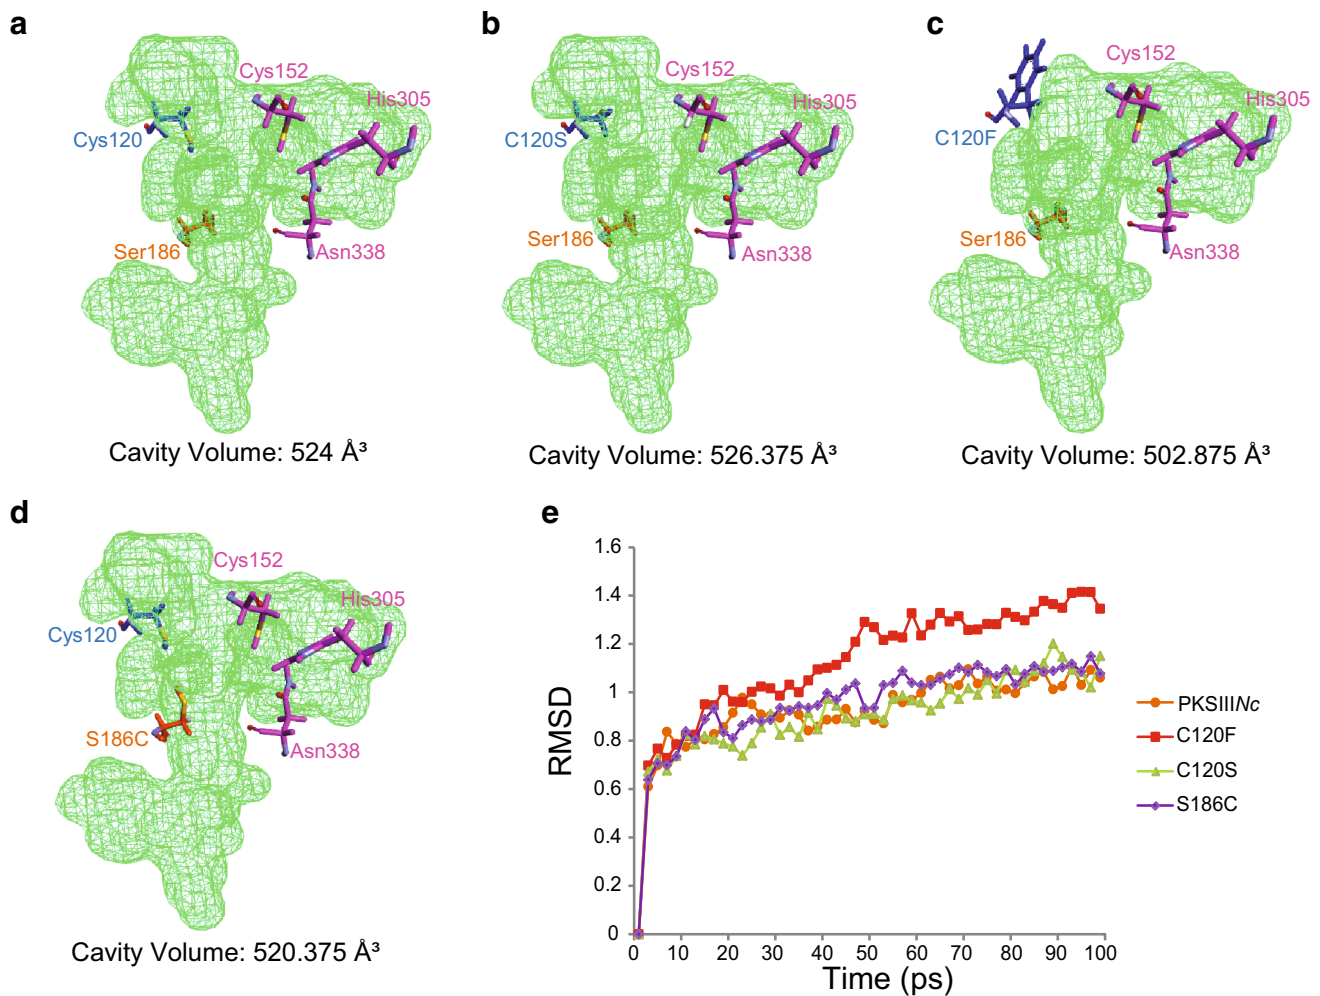 a
Cys152
His305
Cys120
Ser186
Asn338
Cavity Volume: 524 Å³
b
Cys152
His305
C120S
Ser186
Asn338
Cavity Volume: 526.375 Å³
c
Cys152
His305
C120F
Ser186
Asn338
Cavity Volume: 502.875 Å³
d
Cys152
His305
Cys120
S186C
Asn338
Cavity Volume: 520.375 Å³
e
1.6
1.4
1.2
1
0.8
0.6
0.4
0.2
0
RMSD
0 10 20 30 40 50 60 70 80 90 100
Time (ps)
PKSIIINc
C120F
C120S
S186C